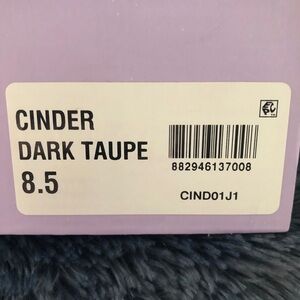 CINDER
DARK TAUPE
8.5
882946137008
CIND01J1